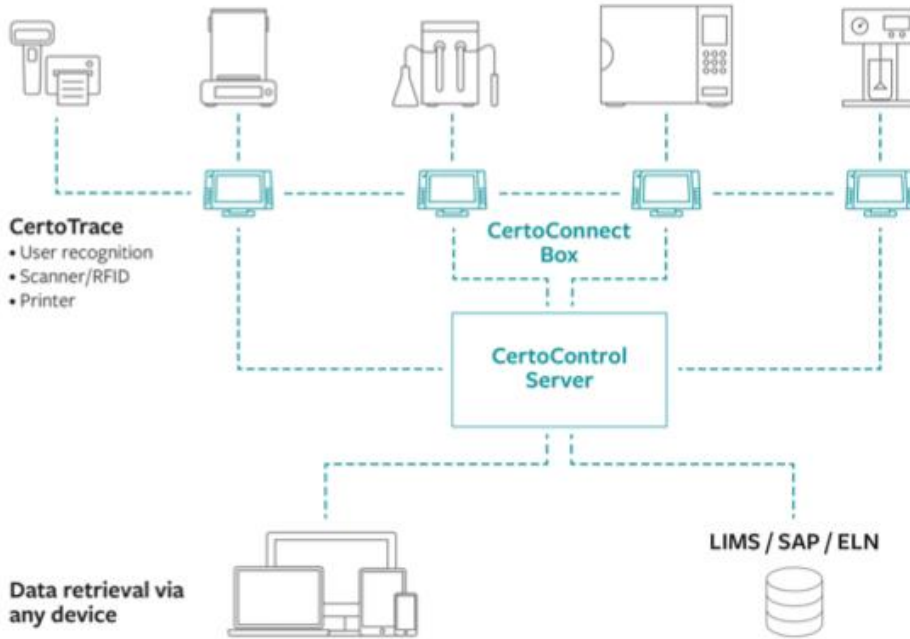 CertoTrace
• User recognition
• Scanner/RFID
• Printer
CertoConnect
Box
CertoControl
Server
LIMS / SAP / ELN
Data retrieval via
any device